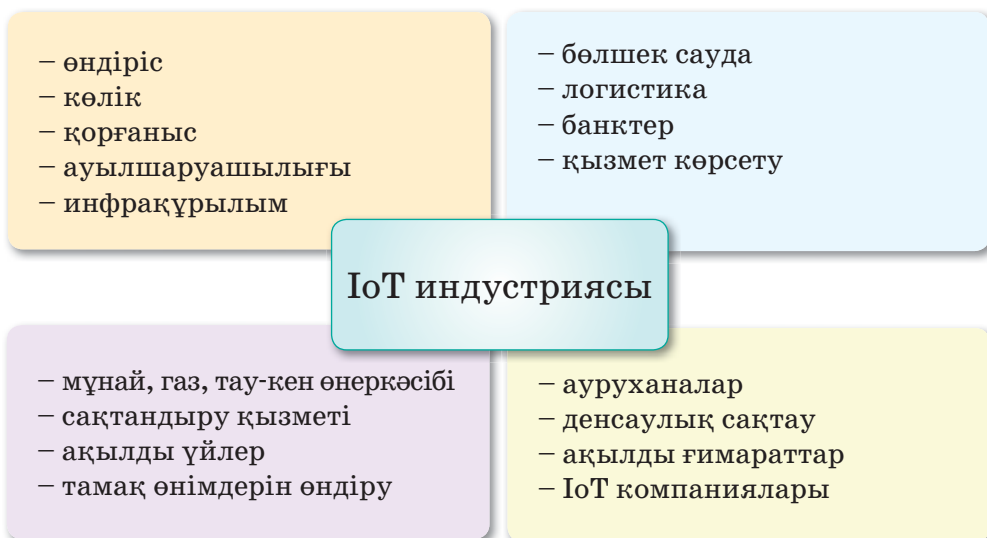 – өндіріс
– көлік
– қорғаныс
– ауылшаруашылығы
– инфрақұрылым
– бөлшек сауда
– логистика
– банктер
– қызмет көрсету
IoT индустриясы
– мұнай, газ, тау-кен өнеркәсібі
– сақтандыру қызметі
– ақылды үйлер
– тамақ өнімдерін өндіру
– ауруханалар
– денсаулық сақтау
– ақылды ғимараттар
– IoT компаниялары